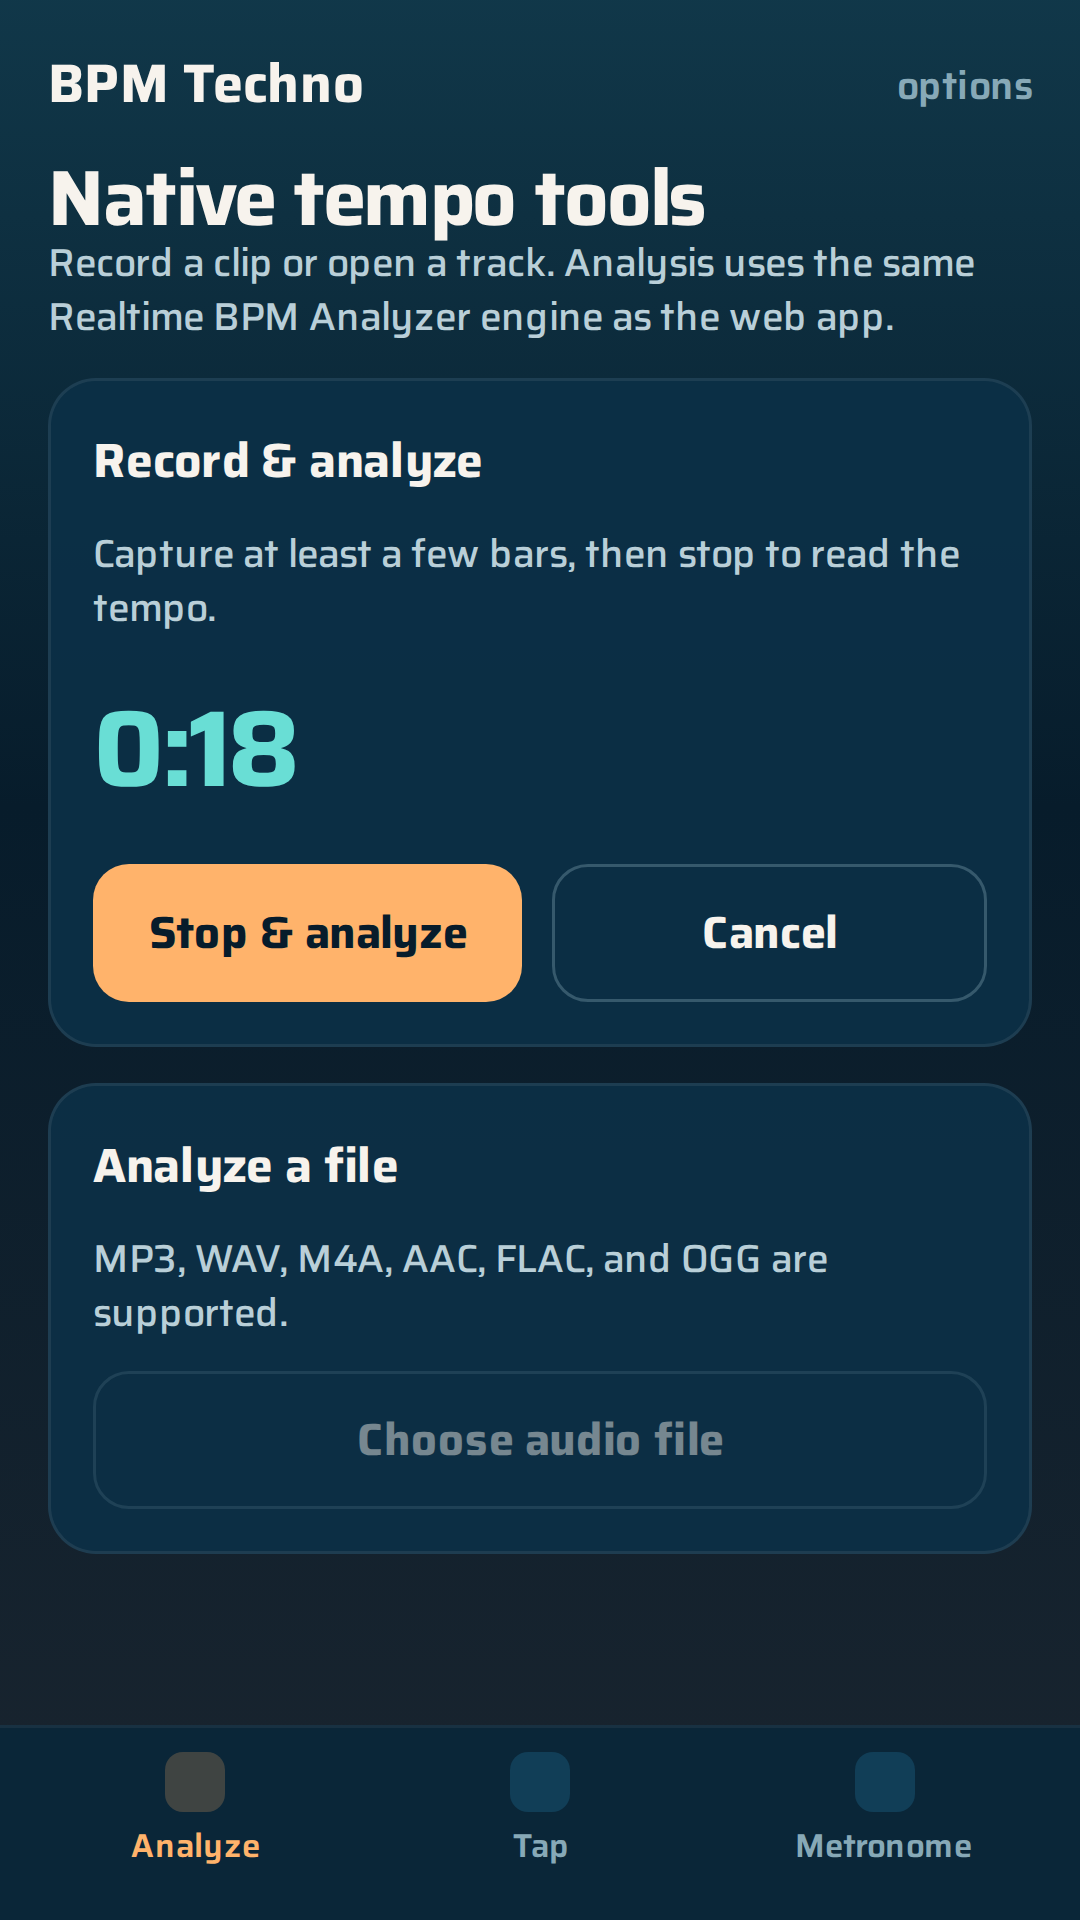 BPM Techno
options
Native tempo tools
Record a clip or open a track. Analysis uses the same
Realtime BPM Analyzer engine as the web app.
Record & analyze
Capture at least a few bars, then stop to read the
tempo.
0:18
Stop & analyze
Cancel
Analyze a file
MP3, WAV, M4A, AAC, FLAC, and OGG are
supported.
Choose audio file
Analyze
Tap
Metronome